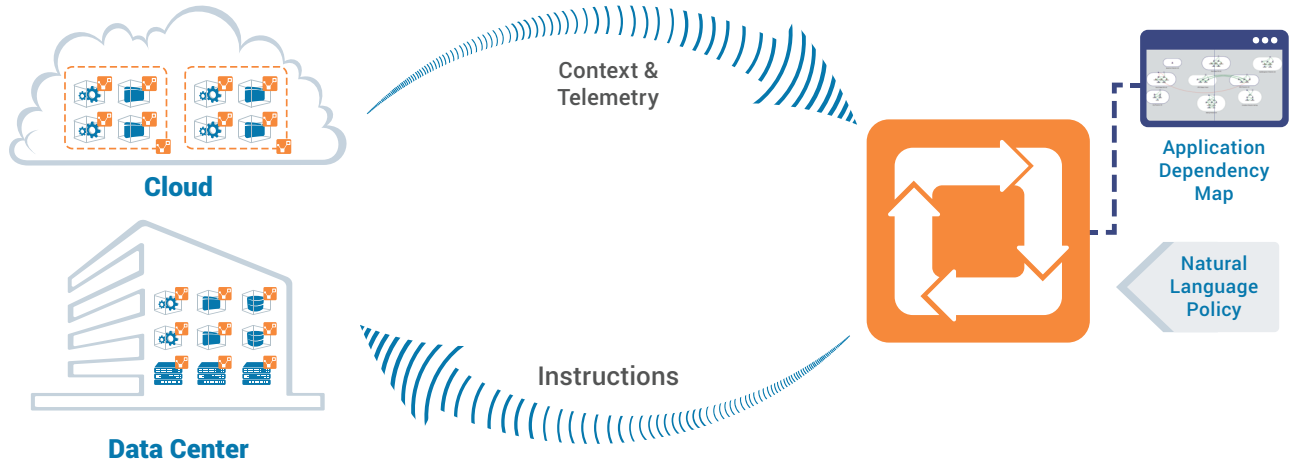 Cloud
Data Center
Context &
Telemetry
Instructions
Application
Dependency
Map
Natural
Language
Policy